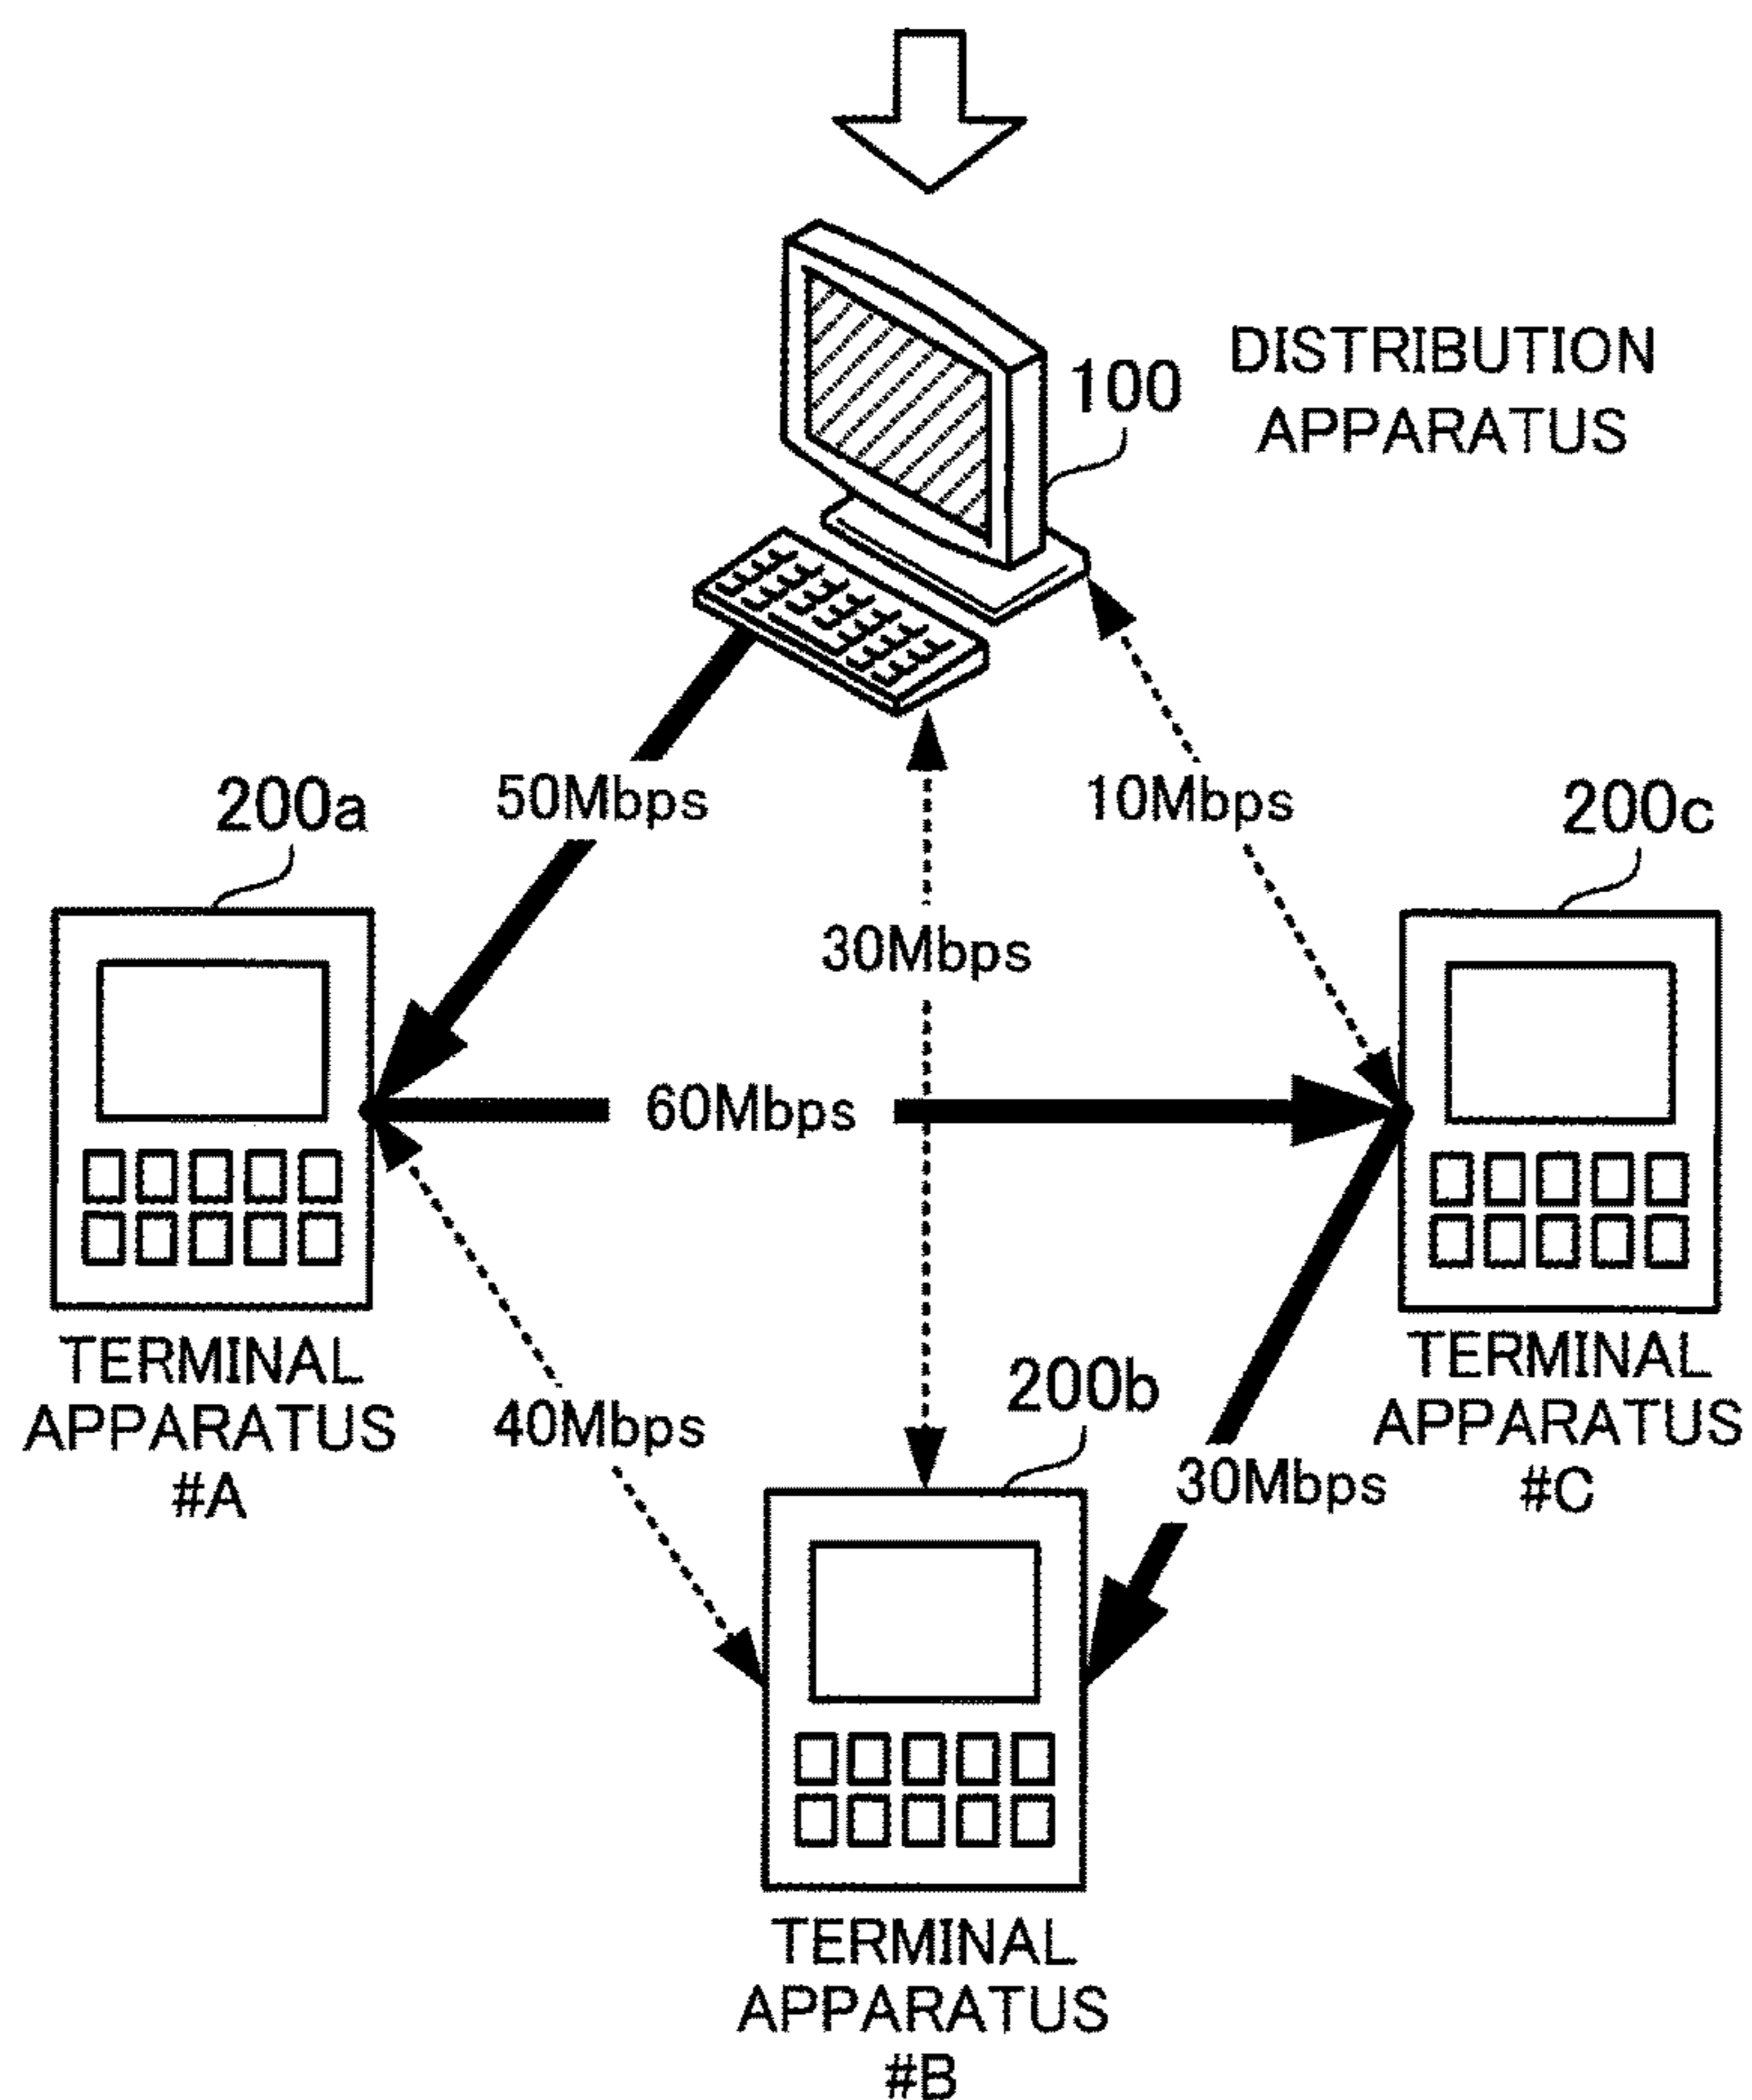 DISTRIBUTION
APPARATUS
100
50Mbps
10Mbps
200a
200c
30Mbps
60Mbps
TERMINAL
APPARATUS
#A
40Mbps
200b
30Mbps
TERMINAL
APPARATUS
#C
TERMINAL
APPARATUS
#B